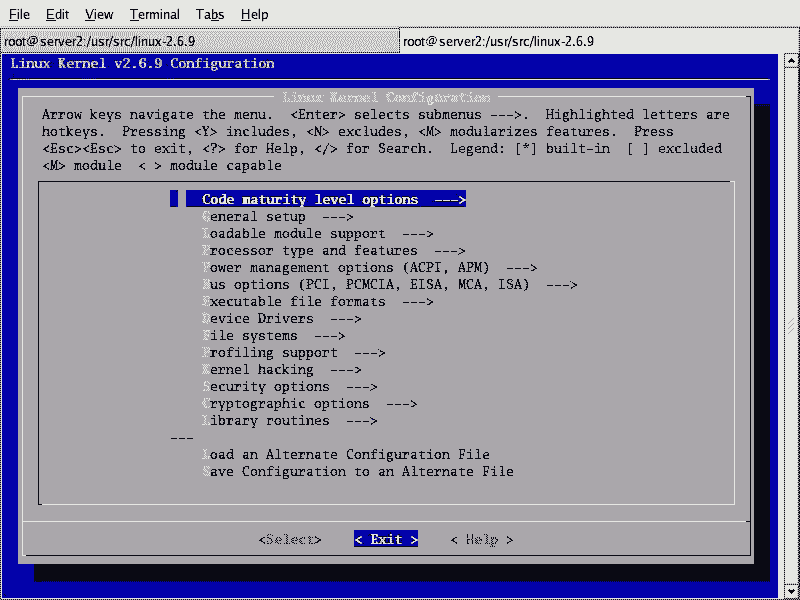 File Edit View Terminal Tabs Help
root@server2:/usr/src/linux-2.6.9 root@server2:/usr/src/linux-2.6.9
Linux Kernel v2.6.9 Configuration
Linux Kernel Configuration
Arrow keys navigate the menu. <Enter> selects submenus --->. Highlighted letters are
hotkeys. Pressing <Y> includes, <N> excludes, <M> modularizes features. Press
<Esc><Esc> to exit, <?> for Help, </> for Search. Legend: [*] built-in [ ] excluded
<M> module < > module capable
Code maturity level options --->
General setup --->
Loadable module support --->
Processor type and features --->
Power management options (ACPI, APM) --->
Bus options (PCI, PCMCIA, EISA, MCA, ISA) --->
Executable file formats --->
Device Drivers --->
File systems --->
Profiling support --->
Kernel hacking --->
Security options --->
Cryptographic options --->
Library routines --->
---
Load an Alternate Configuration File
Save Configuration to an Alternate File
<Select> < Exit > < Help >